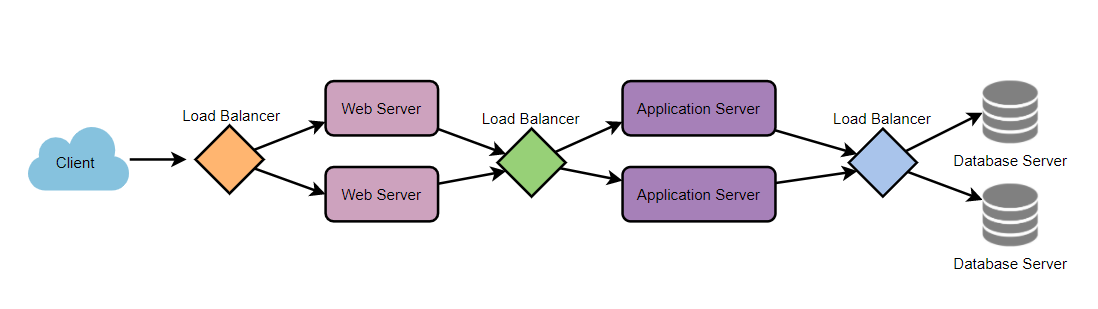 Client
Load Balancer
Web Server
Web Server
Load Balancer
Application Server
Application Server
Load Balancer
Database Server
Database Server